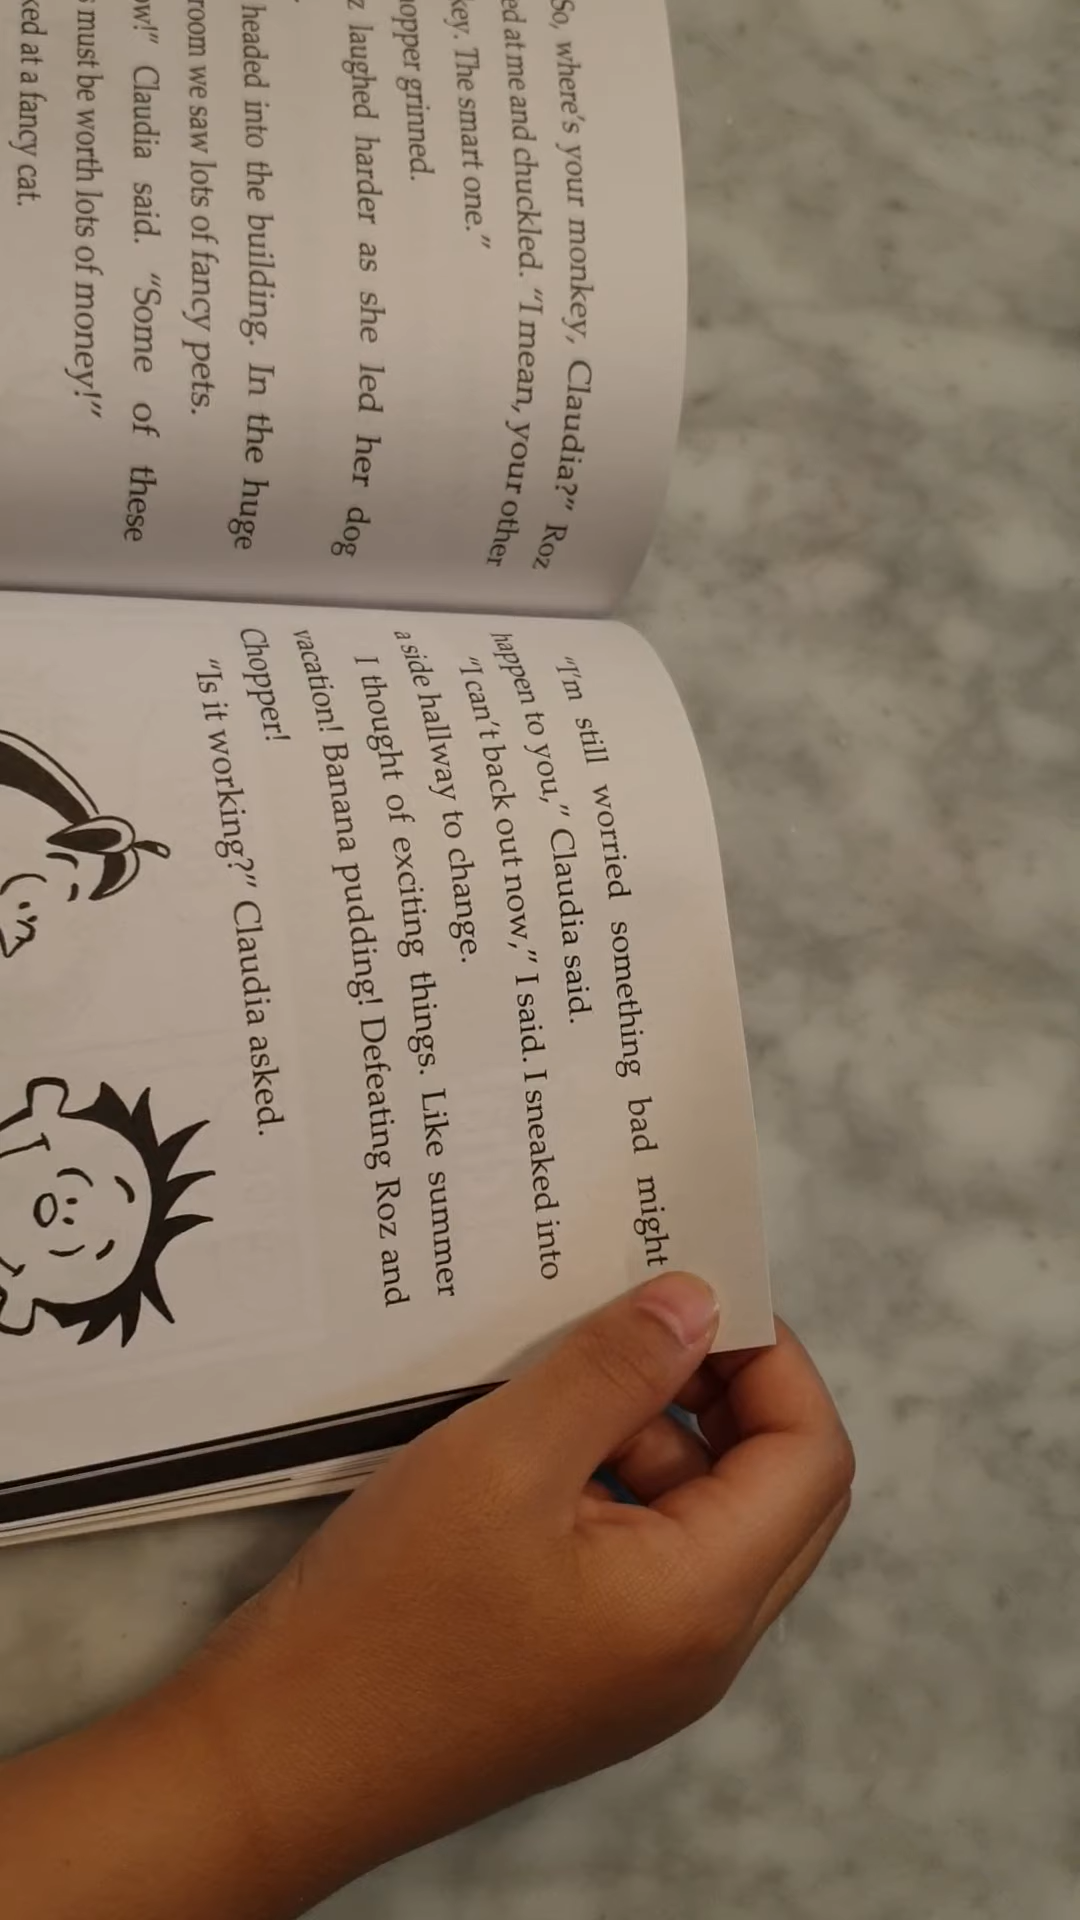 So, where's your monkey, Claudia?" Roz
ed at me and chuckled. "I mean, your other
key. The smart one."
opper grinned.
z laughed harder as she led her dog
headed into the building. In the huge
room we saw lots of fancy pets.
ow!" Claudia said. "Some of these
s must be worth lots of money!"
ked at a fancy cat.
"I'm still worried something bad might
happen to you," Claudia said.
"I can't back out now," I said. I sneaked into
a side hallway to change.
I thought of exciting things. Like summer
vacation! Banana pudding! Defeating Roz and
Chopper!
"Is it working?" Claudia asked.